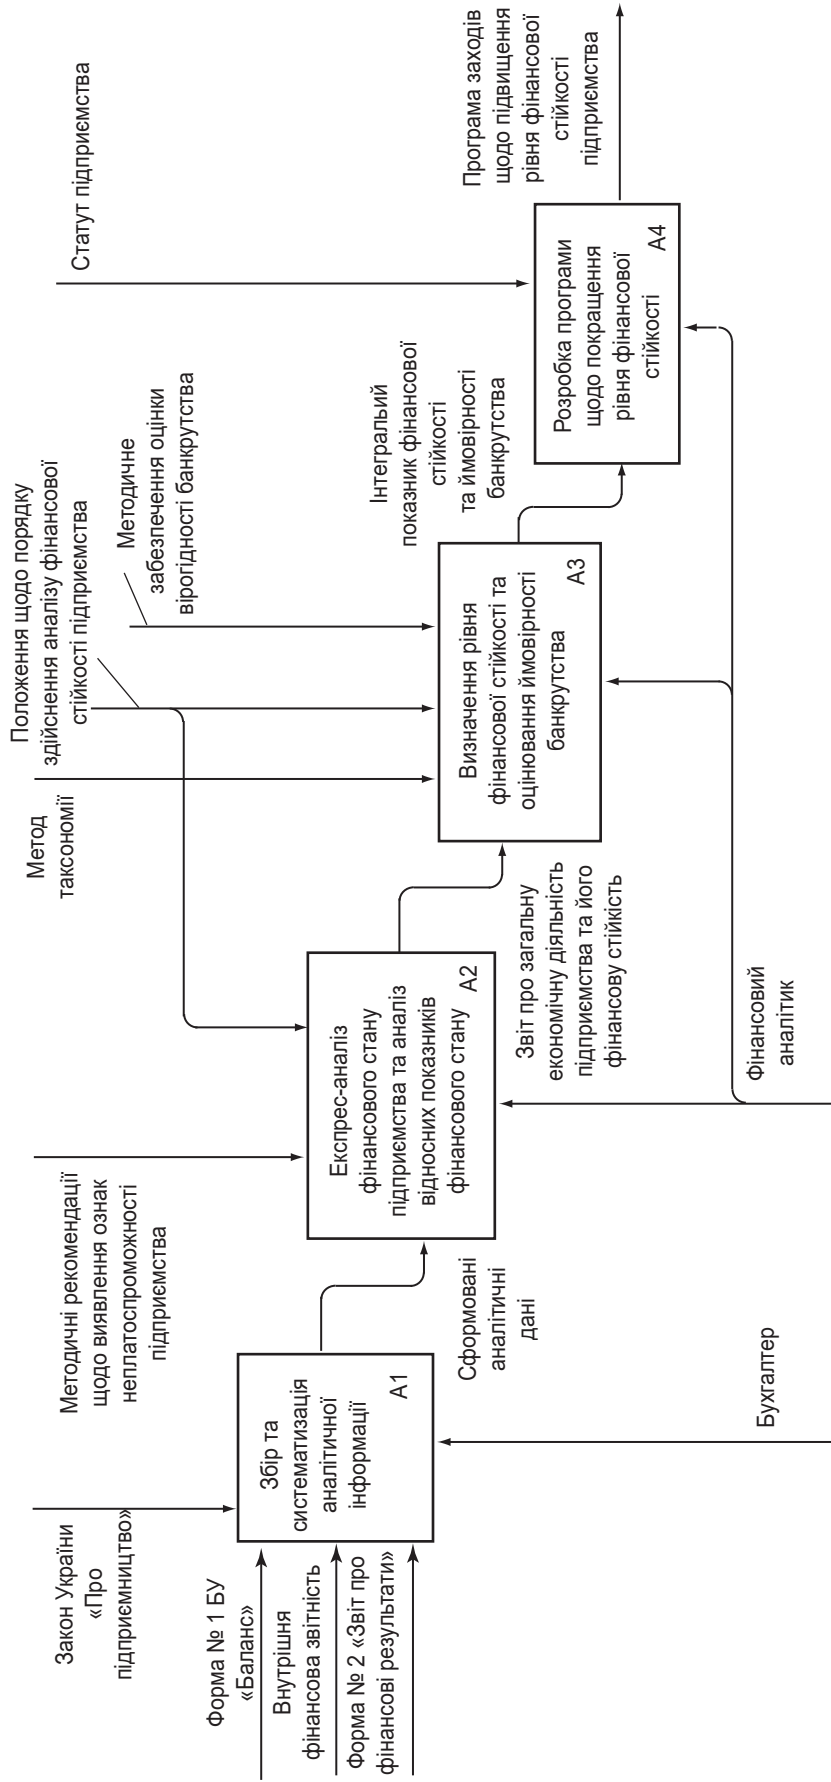 Закон України
«Про
підприємництво»
Методичні рекомендації
щодо виявлення ознак
неплатоспроможності
підприємства
Метод
таксономії
Положення щодо порядку
здійснення аналізу фінансової
стійкості підприємства
Методичне
забезпечення оцінки
вірогідності банкрутства
Статут підприємства
Форма № 1 БУ
«Баланс»
Внутрішня
фінансова звітність
Форма № 2 «Звіт про
фінансові результати»
Збір та
систематизація
аналітичної
інформації
А1
Сформовані
аналітичні
дані
Експрес-аналіз
фінансового стану
підприємства та аналіз
відносних показників
фінансового стану
А2
Звіт про загальну
економічну діяльність
підприємства та його
фінансову стійкість
Визначення рівня
фінансової стійкості та
оцінювання ймовірності
банкрутства
А3
Інтегральий
показник фінансової
стійкості
та ймовірності
банкрутства
Розробка програми
щодо покращення
рівня фінансової
стійкості
А4
Програма заходів
щодо підвищення
рівня фінансової
стійкості
підприємства
Бухгалтер
Фінансовий
аналітик